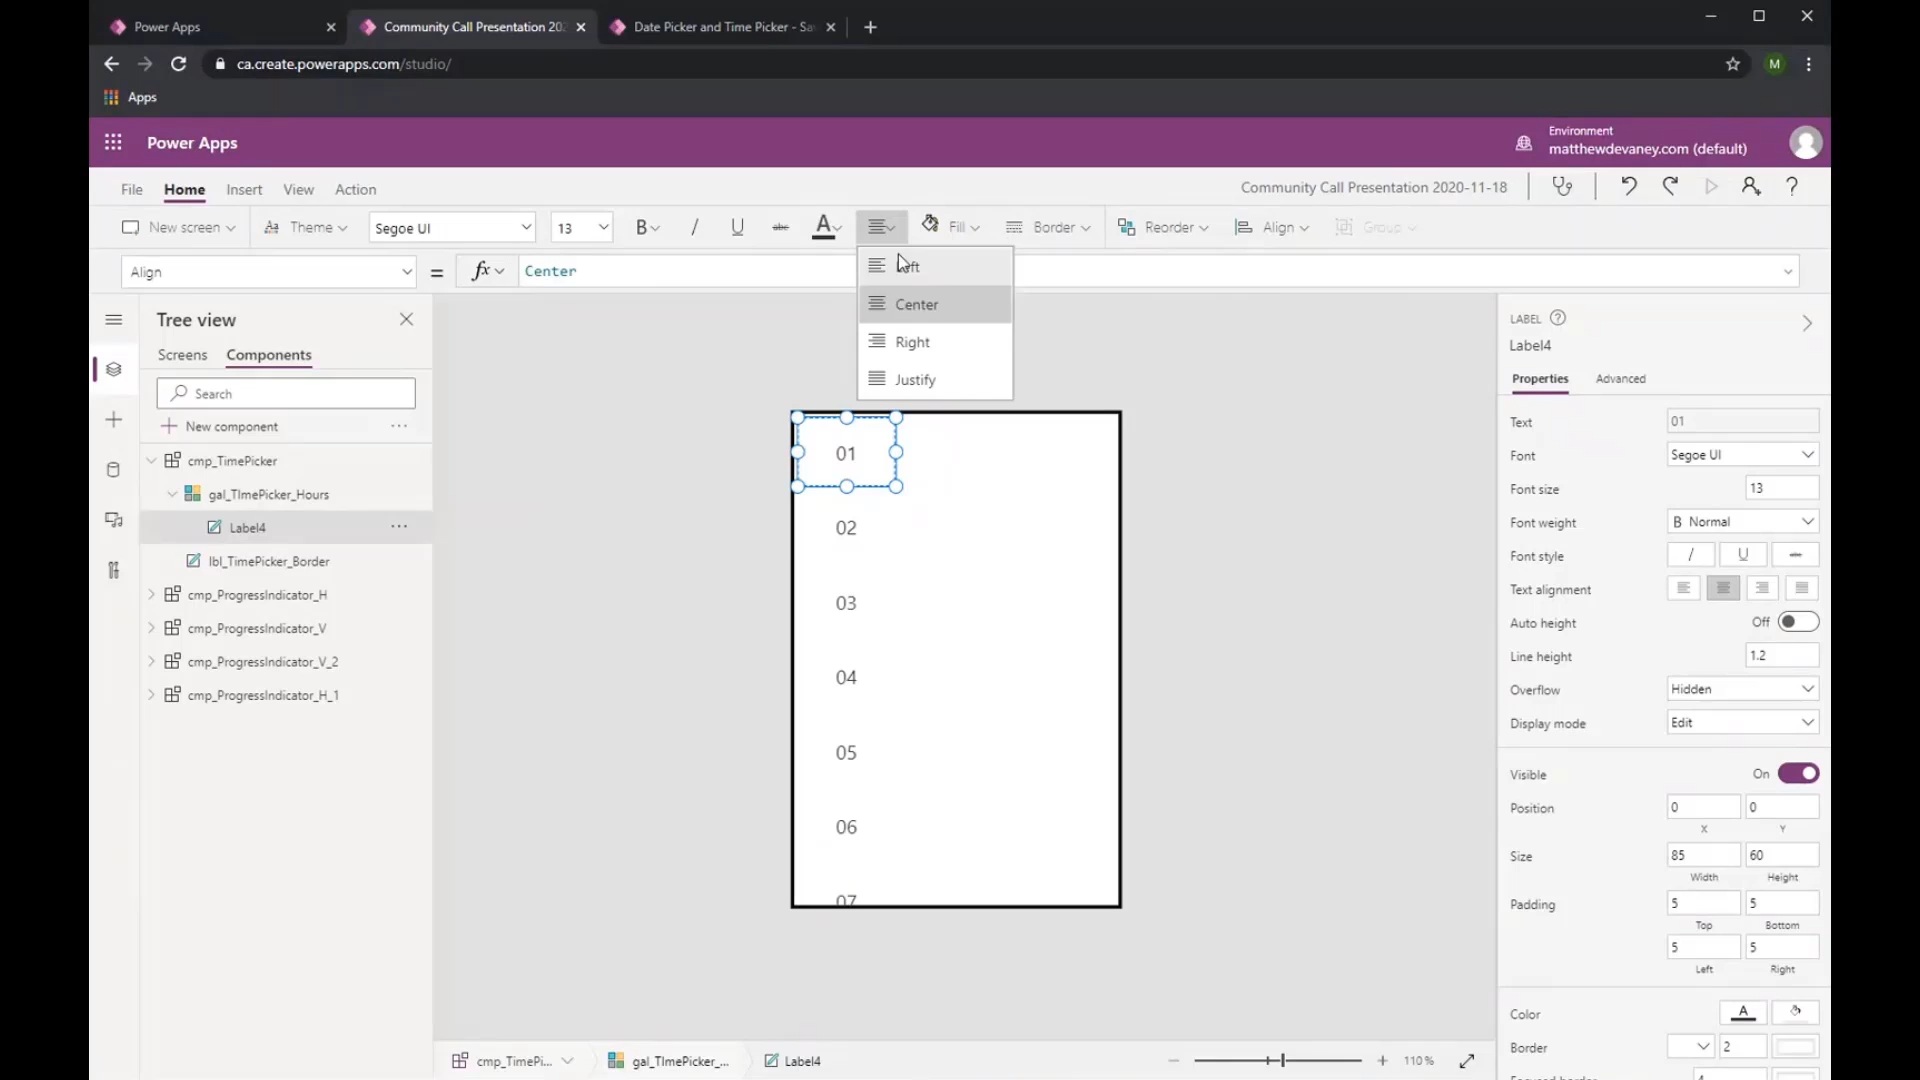 Power Apps
Community Call Presentation 202
Date Picker and Time Picker - Sa
ca.create.powerapps.com/studio/
M
Apps
Power Apps
Environment
matthewdevaney.com (default)
File
Home
Insert
View
Action
Community Call Presentation 2020-11-18
New screen
Theme
Segoe UI
13
B
/
U
abc
A
Fill
Border
Reorder
Align
Group
Align
=
fx
Center
Left
Center
Right
Justify
Tree view
Screens
Components
Search
New component
cmp_TimePicker
gal_TImePicker_Hours
Label4
lbl_TimePicker_Border
cmp_ProgressIndicator_H
cmp_ProgressIndicator_V
cmp_ProgressIndicator_V_2
cmp_ProgressIndicator_H_1
01
02
03
04
05
06
07
LABEL
Label4
Properties
Advanced
Text
01
Font
Segoe UI
Font size
13
Font weight
B Normal
Font style
/
U
Text alignment
Auto height
Off
Line height
1.2
Overflow
Hidden
Display mode
Edit
Visible
On
Position
0
0
X
Y
Size
85
60
Width
Height
Padding
5
5
Top
Bottom
5
5
Left
Right
Color
A
Border
2
cmp_TimePi...
gal_TImePicker_...
Label4
110 %